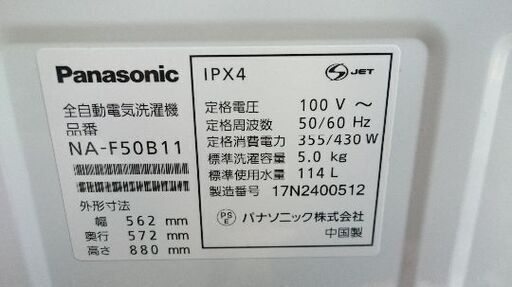 Panasonic
全自動電気洗濯機
品番
NA-F50B11
外形寸法
幅 562 mm
奥行 572 mm
高さ 880 mm
IPX4
S JET
定格電圧 100 V ～
定格周波数 50/60 Hz
定格消費電力 355/430 W
標準洗濯容量 5.0 kg
標準使用水量 114 L
製造番号 17N2400512
PS E パナソニック株式会社
中国製